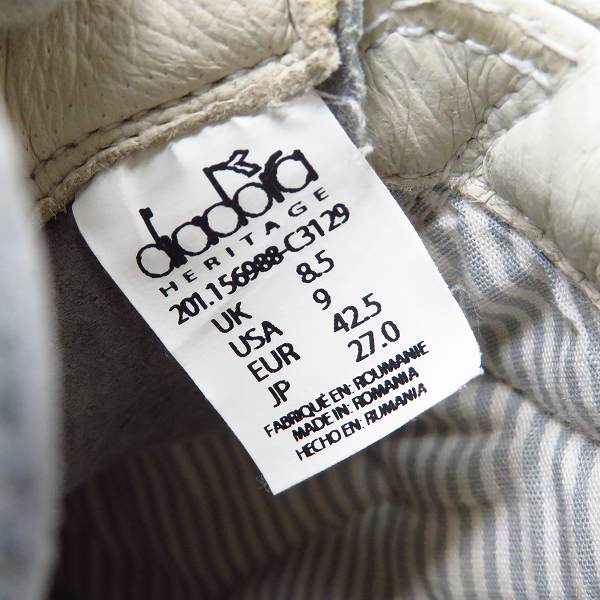 diadora
HERITAGE
201.156988-C3129
UK 8.5
USA 9
EUR 42.5
JP 27.0
FABRIQUÉ EN: ROUMANIE
MADE IN: ROMANIA
HECHO EN: RUMANIA